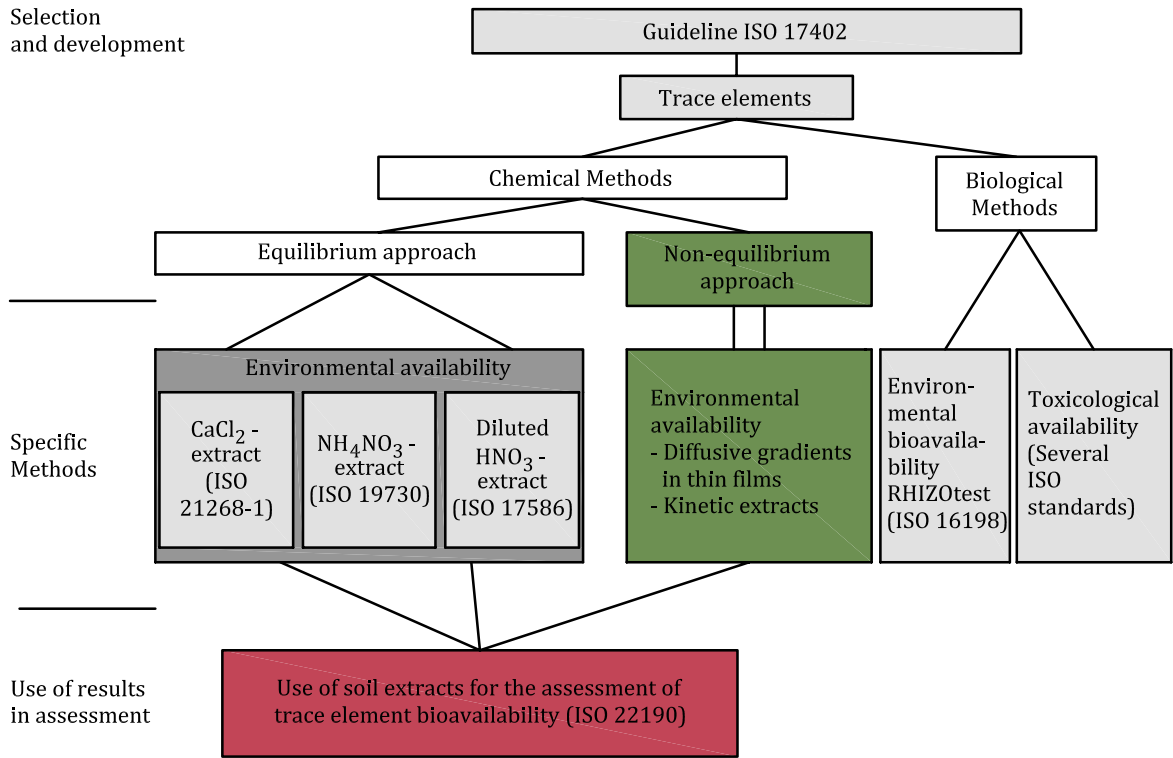 Selection
and development
Guideline ISO 17402
Trace elements
Chemical Methods
Biological
Methods
Equilibrium approach
Non-equilibrium
approach
Specific
Methods
Environmental availability
CaCl2 -
extract
(ISO
21268-1)
NH4NO3 -
extract
(ISO 19730)
Diluted
HNO3 -
extract
(ISO 17586)
Environmental
availability
- Diffusive gradients
in thin films
- Kinetic extracts
Environ-
mental
bioavaila-
bility
RHIZOtest
(ISO 16198)
Toxicological
availability
(Several
ISO
standards)
Use of results
in assessment
Use of soil extracts for the assessment of
trace element bioavailability (ISO 22190)